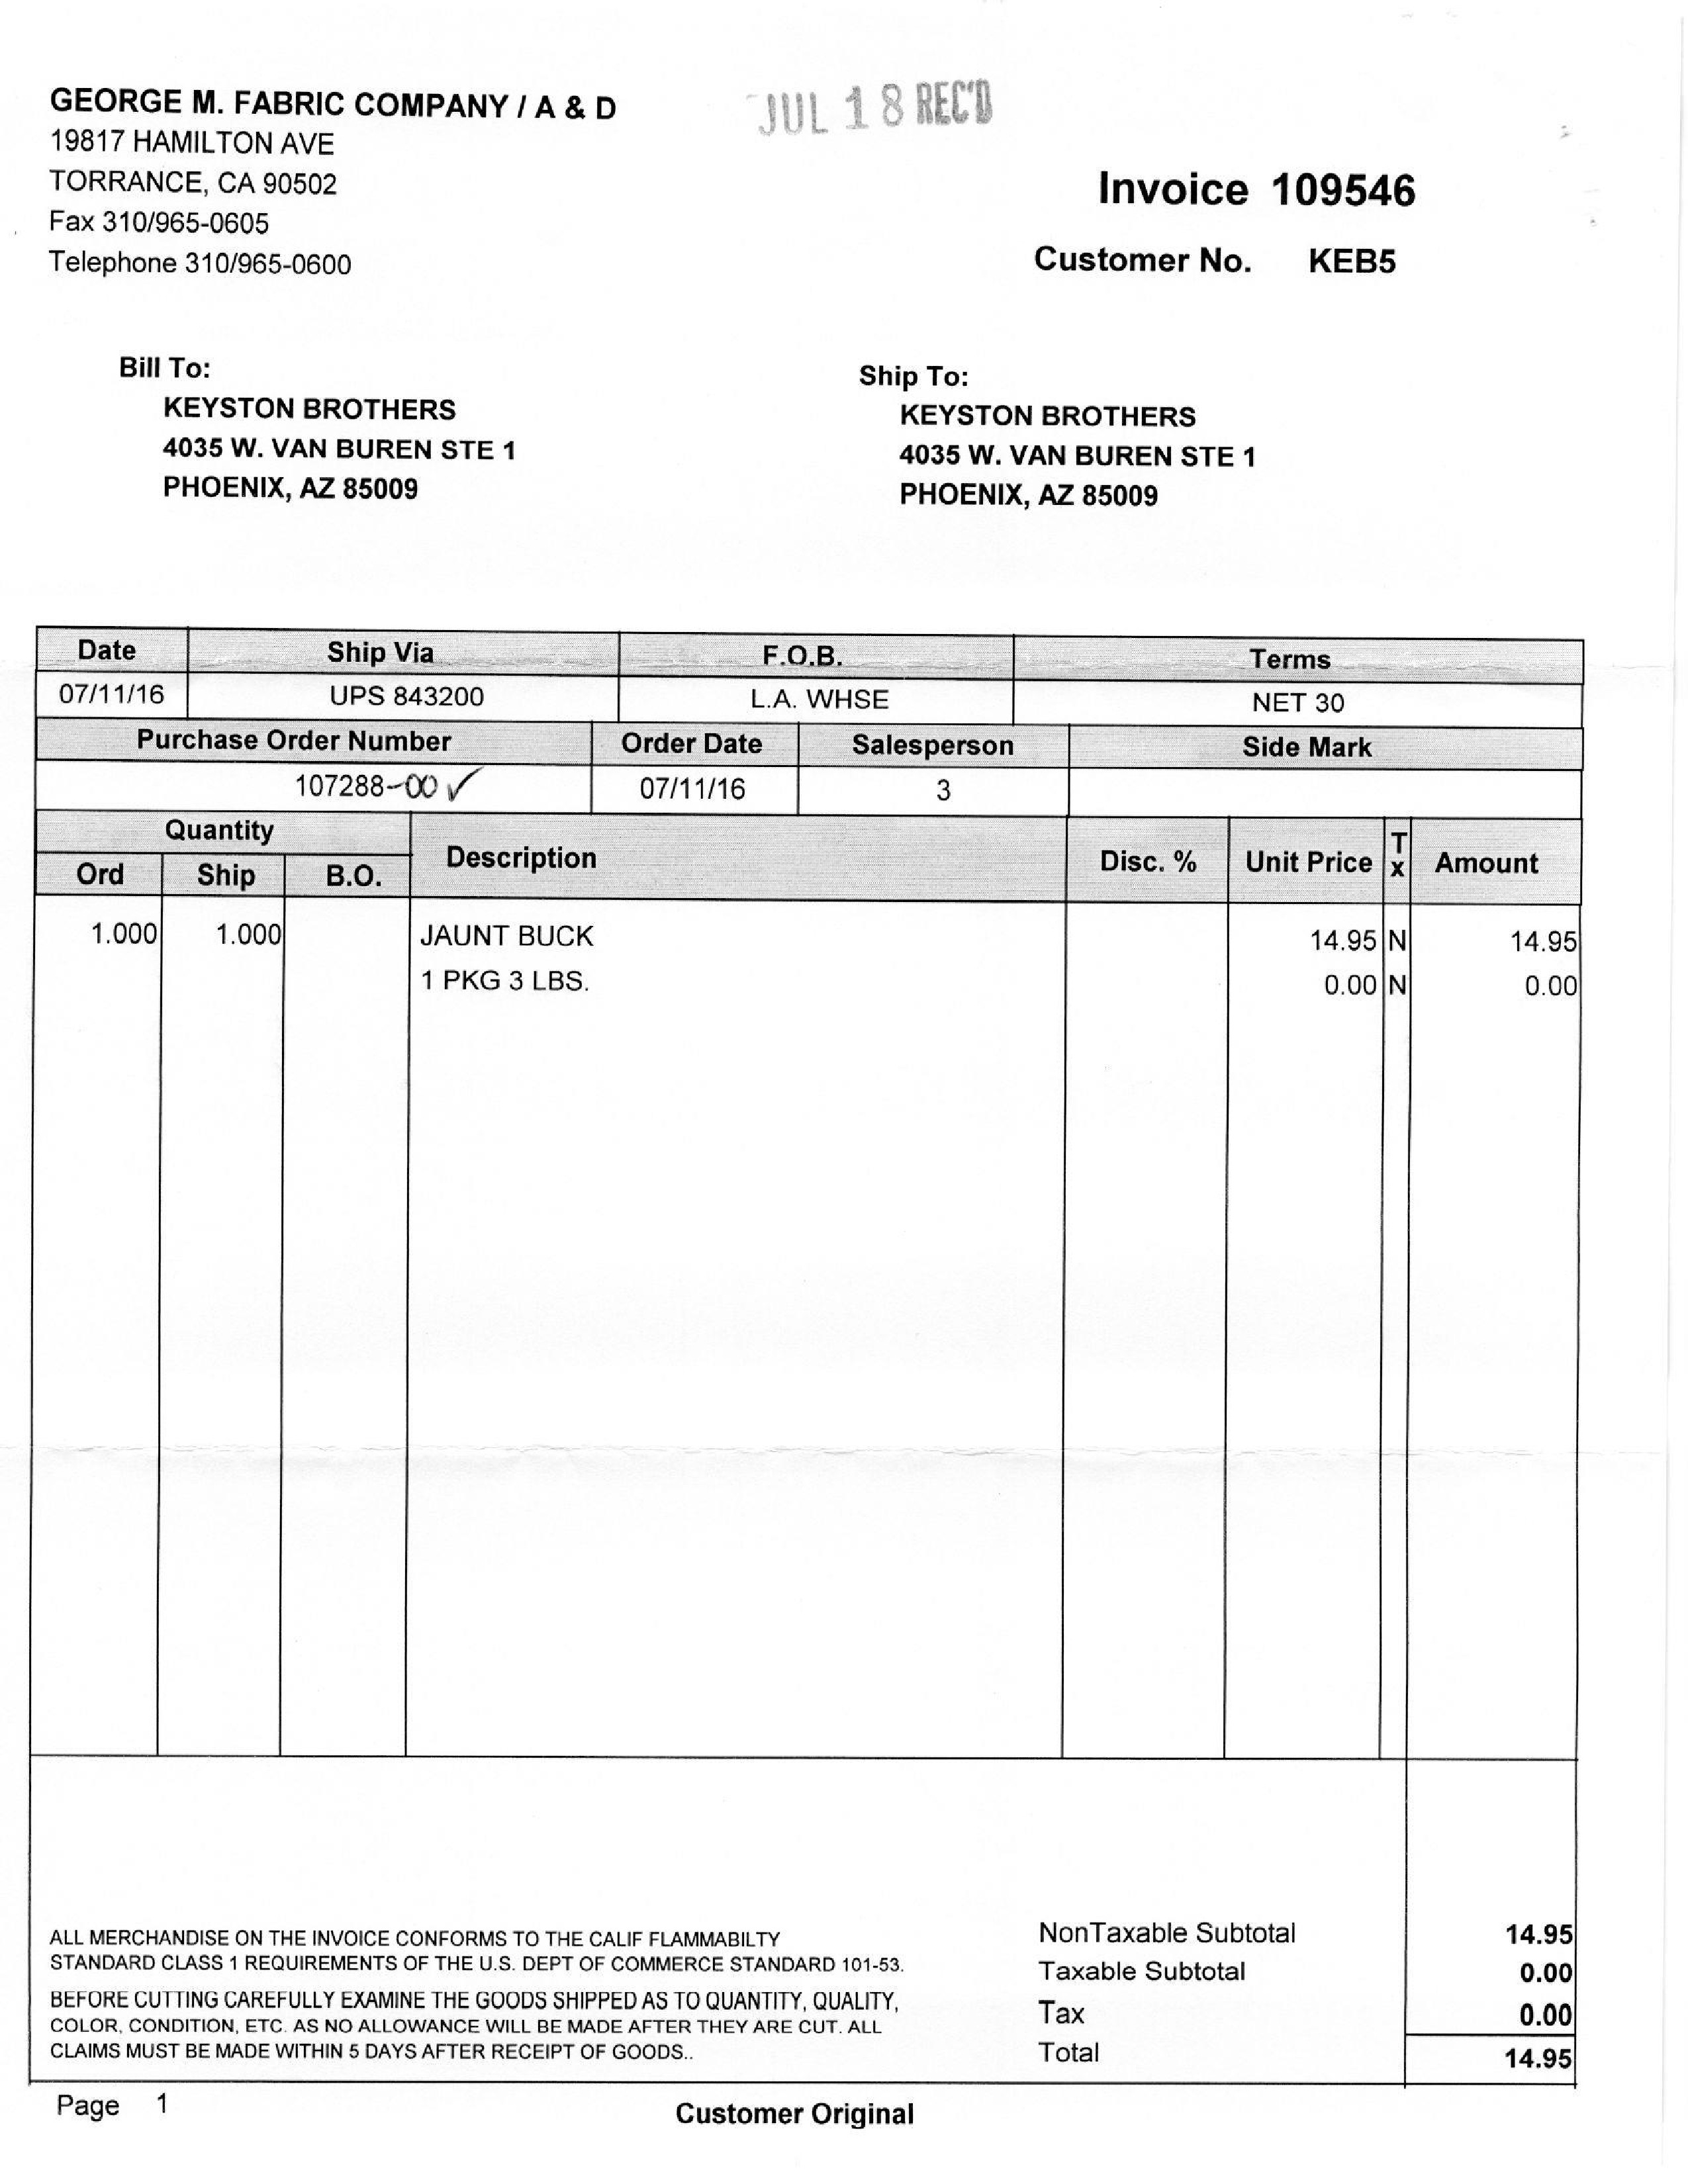 GEORGE M. FABRIC COMPANY / A & D
19817 HAMILTON AVE
TORRANCE, CA 90502
Fax 310/965-0605
Telephone 310/965-0600
JUL 18 REC'D
Invoice 109546
Customer No. KEB5
Bill To:
KEYSTON BROTHERS
4035 W. VAN BUREN STE 1
PHOENIX, AZ 85009
Ship To:
KEYSTON BROTHERS
4035 W. VAN BUREN STE 1
PHOENIX, AZ 85009
Date Ship Via F.O.B. Terms
07/11/16 UPS 843200 L.A. WHSE NET 30
Purchase Order Number Order Date Salesperson Side Mark
107288-00 ✓ 07/11/16 3
Quantity Description Disc. % Unit Price Tx Amount
Ord Ship B.O.
1.000 1.000 JAUNT BUCK 14.95 N 14.95
1 PKG 3 LBS. 0.00 N 0.00
ALL MERCHANDISE ON THE INVOICE CONFORMS TO THE CALIF FLAMMABILTY
STANDARD CLASS 1 REQUIREMENTS OF THE U.S. DEPT OF COMMERCE STANDARD 101-53.
BEFORE CUTTING CAREFULLY EXAMINE THE GOODS SHIPPED AS TO QUANTITY, QUALITY,
COLOR, CONDITION, ETC. AS NO ALLOWANCE WILL BE MADE AFTER THEY ARE CUT. ALL
CLAIMS MUST BE MADE WITHIN 5 DAYS AFTER RECEIPT OF GOODS..
NonTaxable Subtotal 14.95
Taxable Subtotal 0.00
Tax 0.00
Total 14.95
Page 1
Customer Original